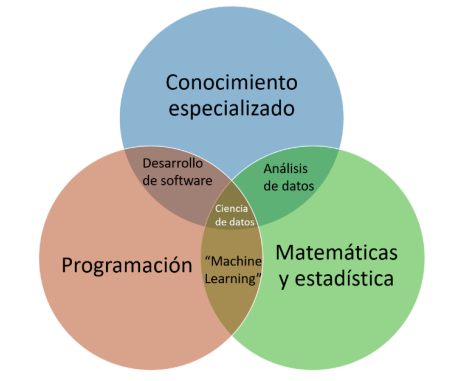 Conocimiento
especializado
Desarrollo
de software
Análisis
de datos
Ciencia
de datos
Programación
“Machine
Learning”
Matemáticas
y estadística